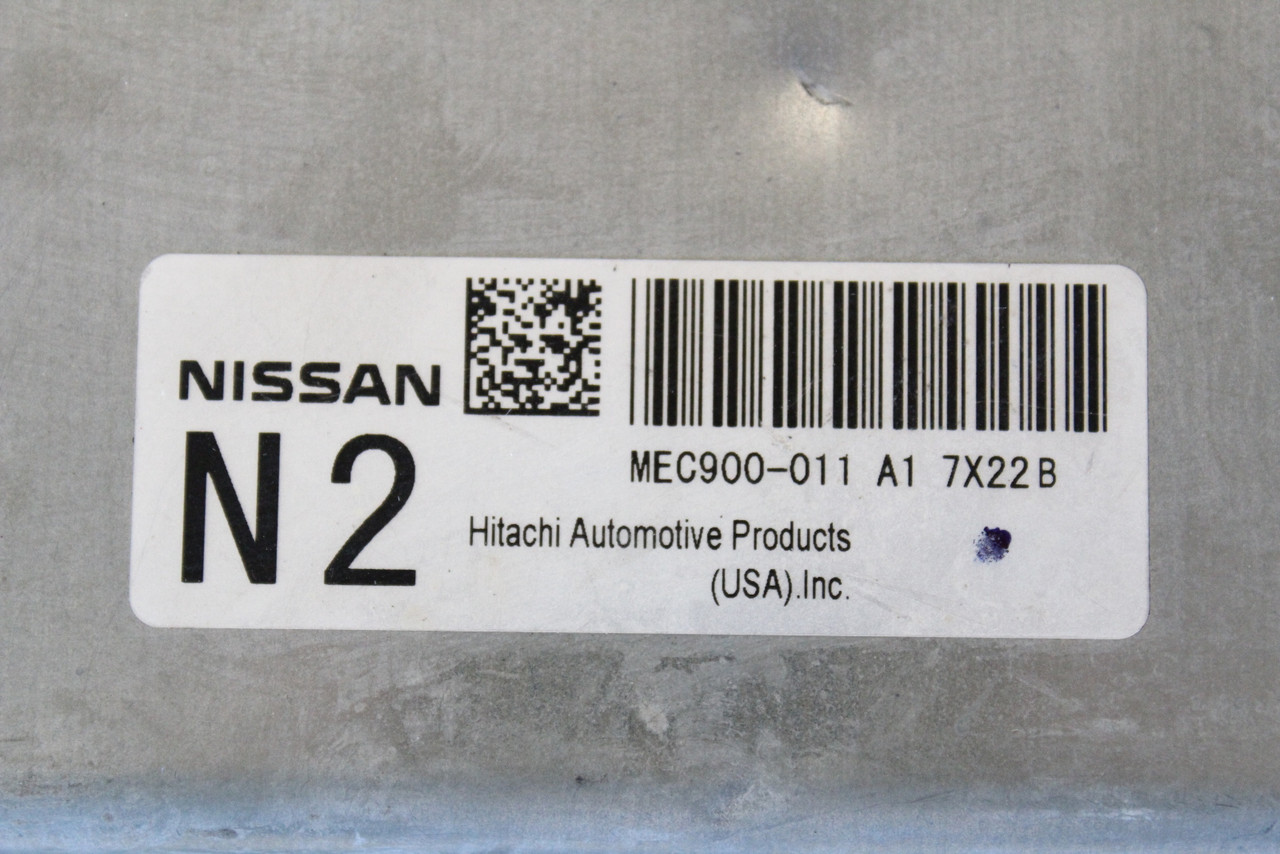 NISSAN
N2
MEC900-011 A1 7X22B
Hitachi Automotive Products
(USA).Inc.